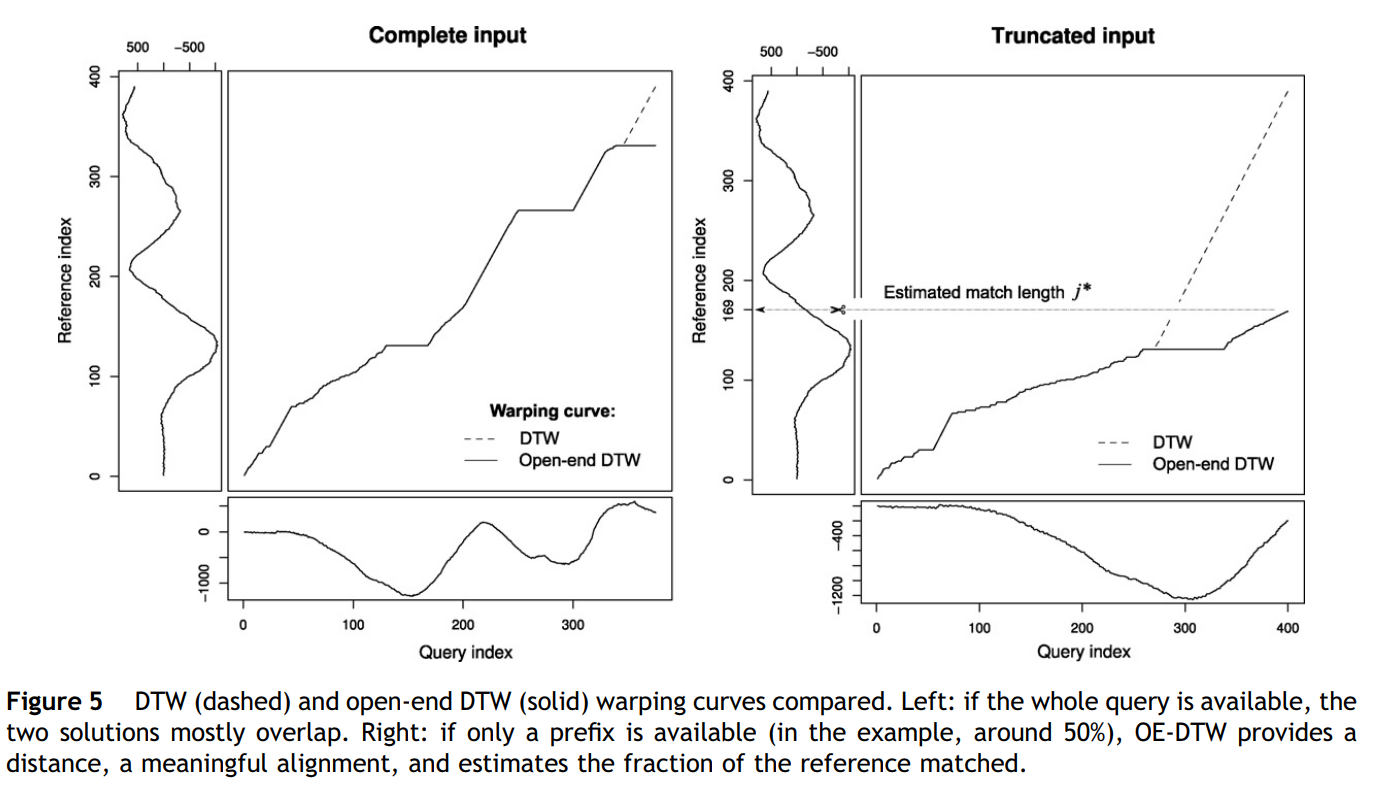 Complete input
500 −500
400
300
200
100
0
Reference index
Warping curve:
DTW
Open-end DTW
0
−1000
0 100 200 300
Query index
Truncated input
500 −500
400
300
200
169
100
0
Reference index
Estimated match length j*
DTW
Open-end DTW
−400
−1200
0 100 200 300 400
Query index
Figure 5 DTW (dashed) and open-end DTW (solid) warping curves compared. Left: if the whole query is available, the
two solutions mostly overlap. Right: if only a prefix is available (in the example, around 50%), OE-DTW provides a
distance, a meaningful alignment, and estimates the fraction of the reference matched.